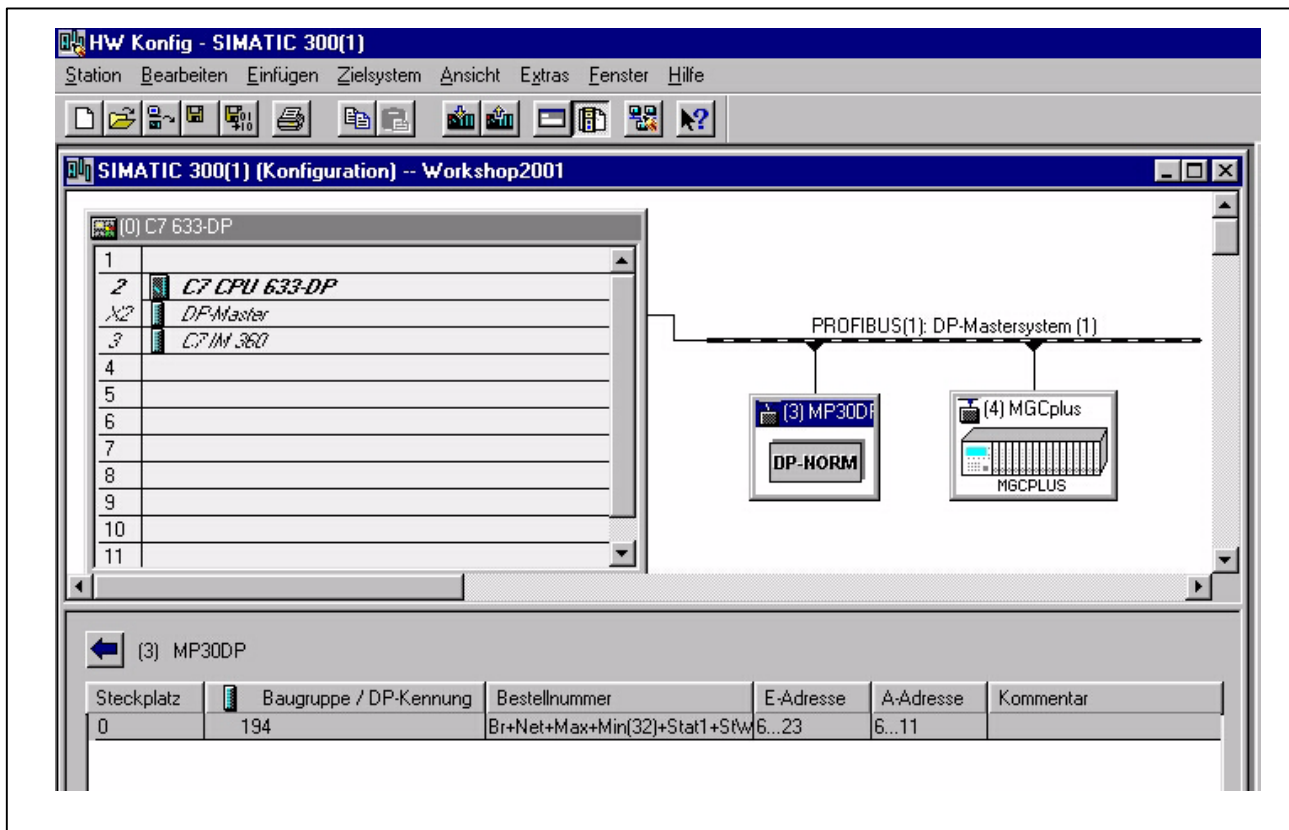 HW Konfig - SIMATIC 300(1)
Station Bearbeiten Einfügen Zielsystem Ansicht Extras Fenster Hilfe
SIMATIC 300(1) (Konfiguration) -- Workshop2001
(0) C7 633-DP
1
2 C7 CPU 633-DP
X2 DP-Master
3 C7 IM 360
4
5
6
7
8
9
10
11
PROFIBUS(1): DP-Mastersystem (1)
(3) MP30DP
DP-NORM
(4) MGCplus
MGCPLUS
(3) MP30DP
Steckplatz Baugruppe / DP-Kennung Bestellnummer E-Adresse A-Adresse Kommentar
0 194 Br+Net+Max+Min(32)+Stat1+StW 6...23 6...11